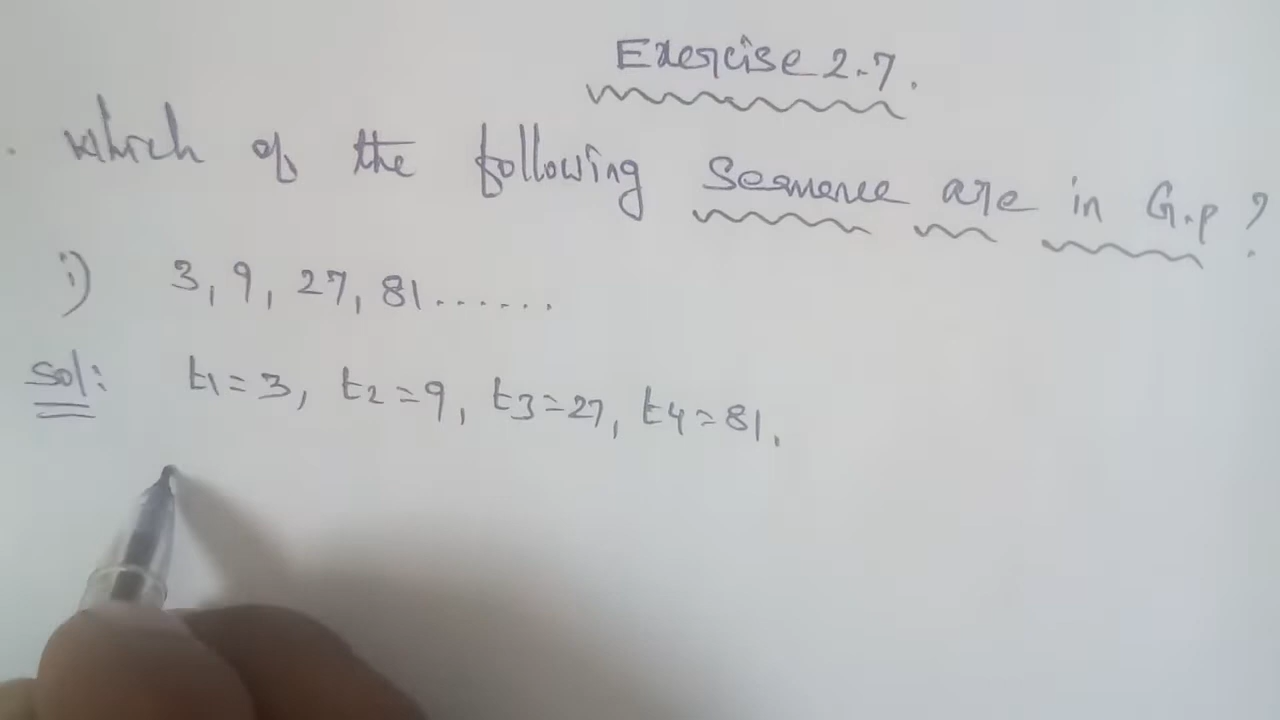 Exercise 2.7.
which of the following Sequence are in G.p ?
i) 3, 9, 27, 81......
Sol: t1=3, t2=9, t3=27, t4=81.